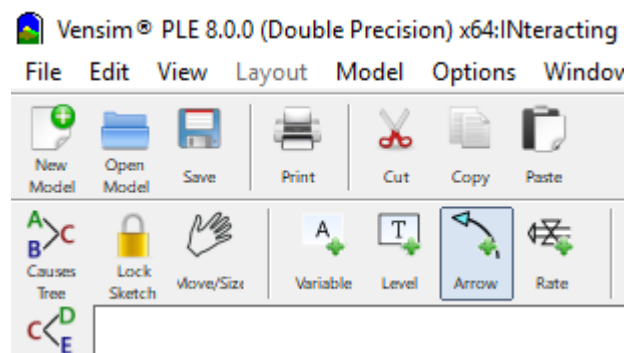 Vensim® PLE 8.0.0 (Double Precision) x64:INteracting
File Edit View Layout Model Options Window
New Model
Open Model
Save
Print
Cut
Copy
Paste
A
B
C
Causes Tree
Lock Sketch
Move/Size
A
Variable
T
Level
Arrow
Rate
C
D
E